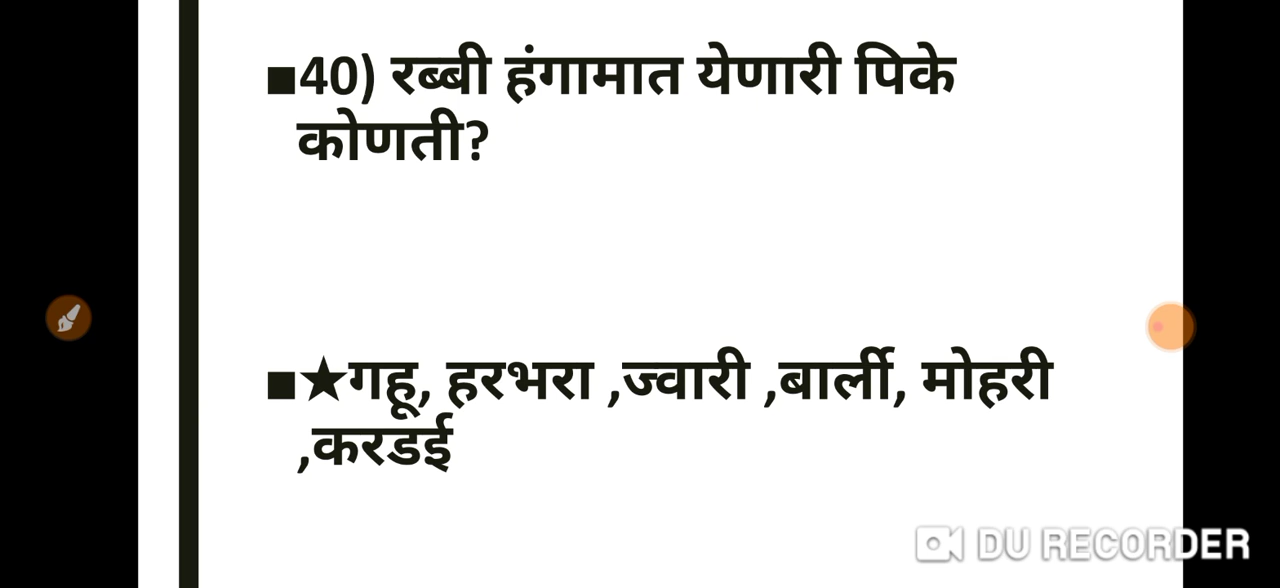 ■40) रब्बी हंगामात येणारी पिके
कोणती?
■★गहू, हरभरा ,ज्वारी ,बार्ली, मोहरी
,करडई
DU RECORDER